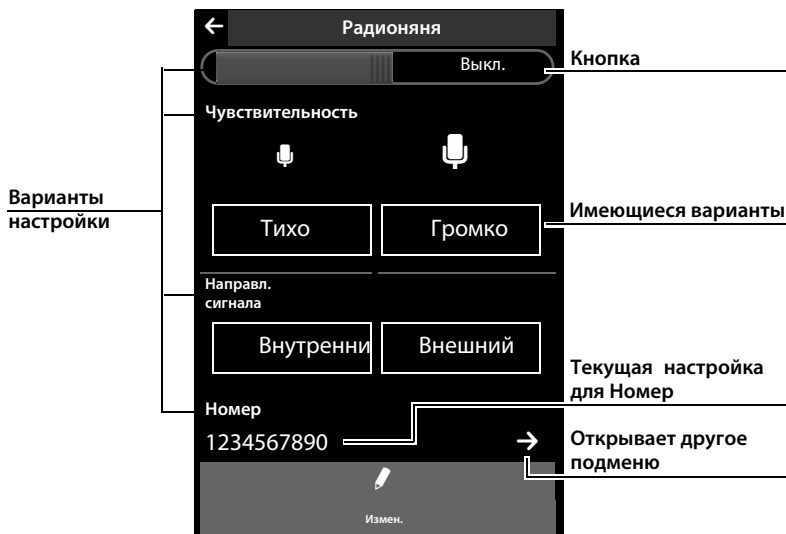 Радионяня
Выкл.
Кнопка
Чувствительность
Варианты
настройки
Тихо
Громко
Имеющиеся варианты
Направл.
сигнала
Внутренни
Внешний
Текущая настройка
для Номер
Номер
1234567890
Открывает другое
подменю
Измен.